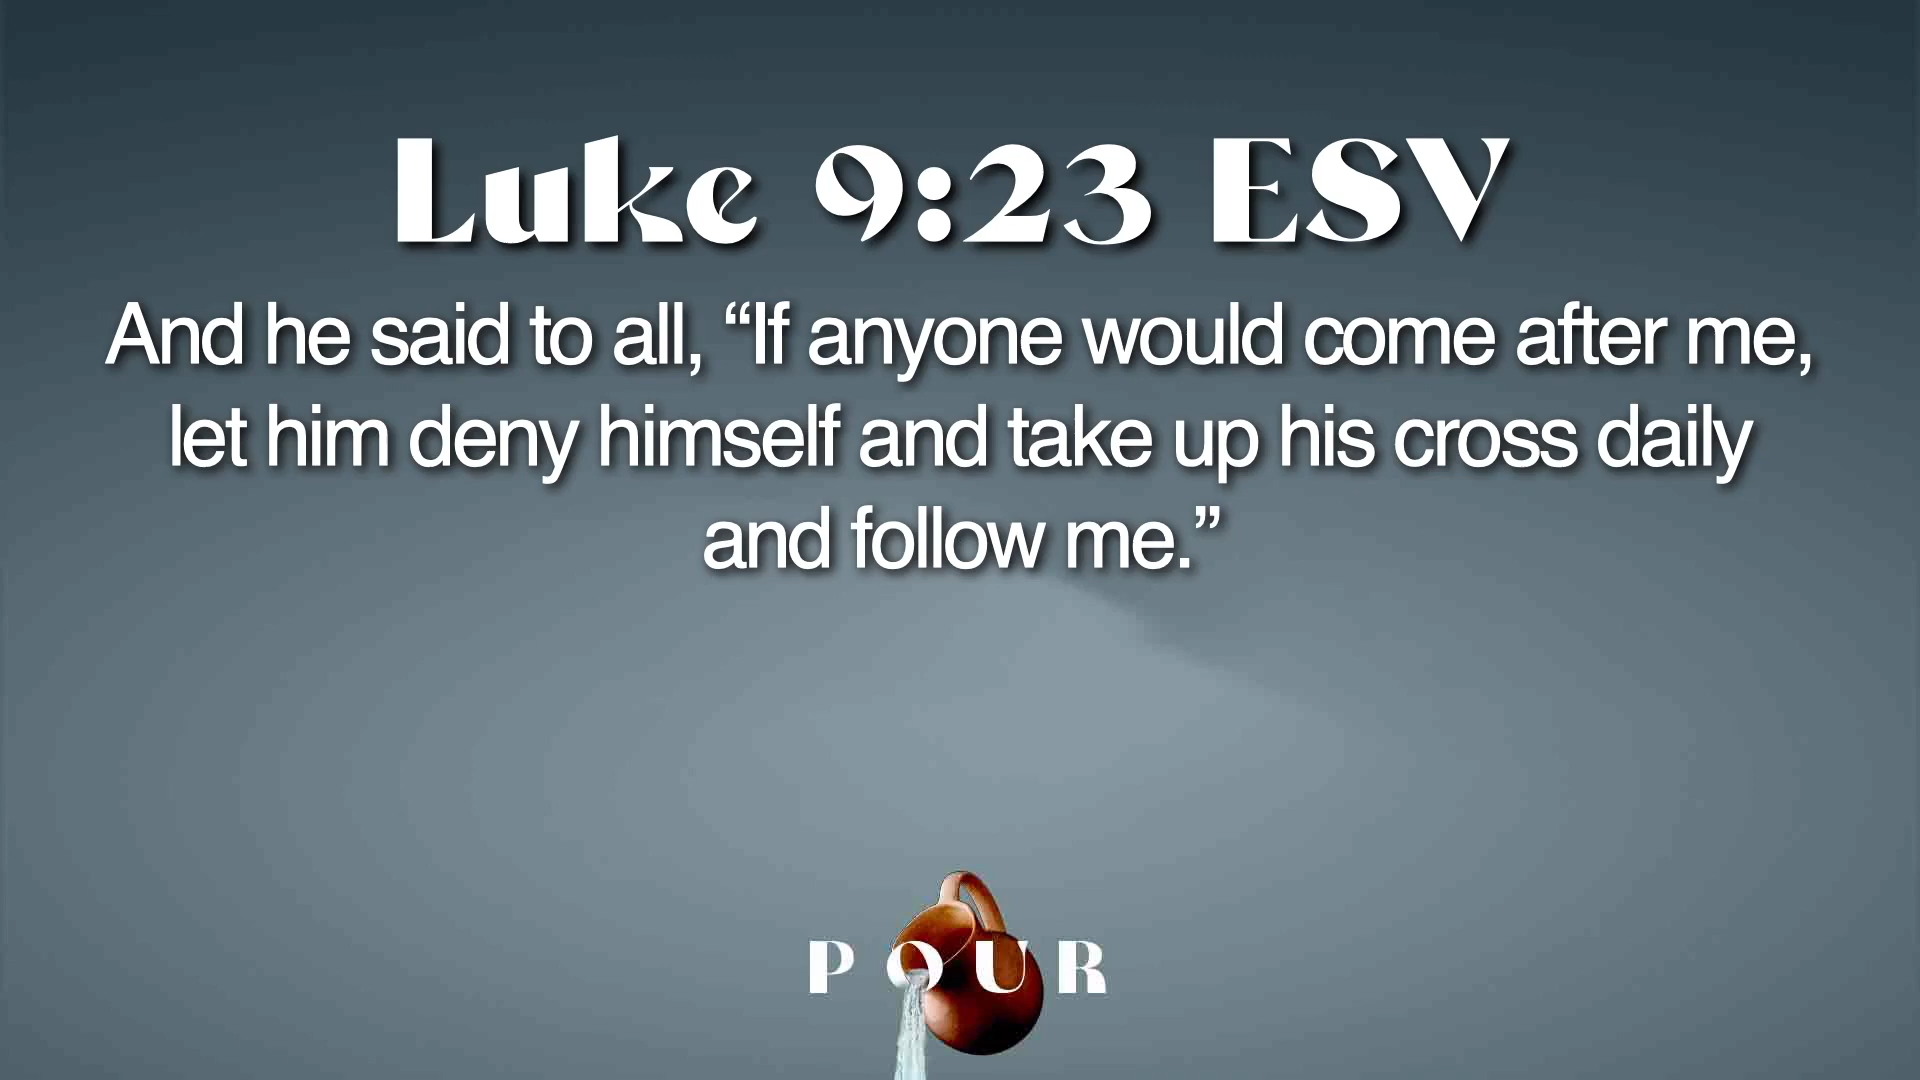 Luke 9:23 ESV
And he said to all, “If anyone would come after me,
let him deny himself and take up his cross daily
and follow me.”
POUR